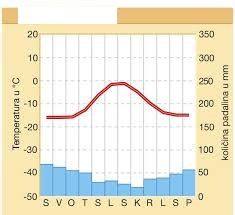 20 350
10 300
0 250
-10 200
-20 150
-30 100
-40 50
-50 0
Temperatura u °C
količina padalina u mm
S V O T S L S K R L S P